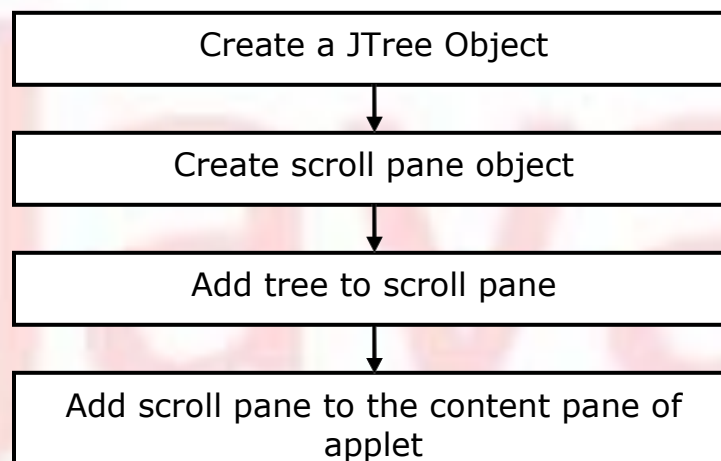 Create a JTree Object
Create scroll pane object
Add tree to scroll pane
Add scroll pane to the content pane of
applet